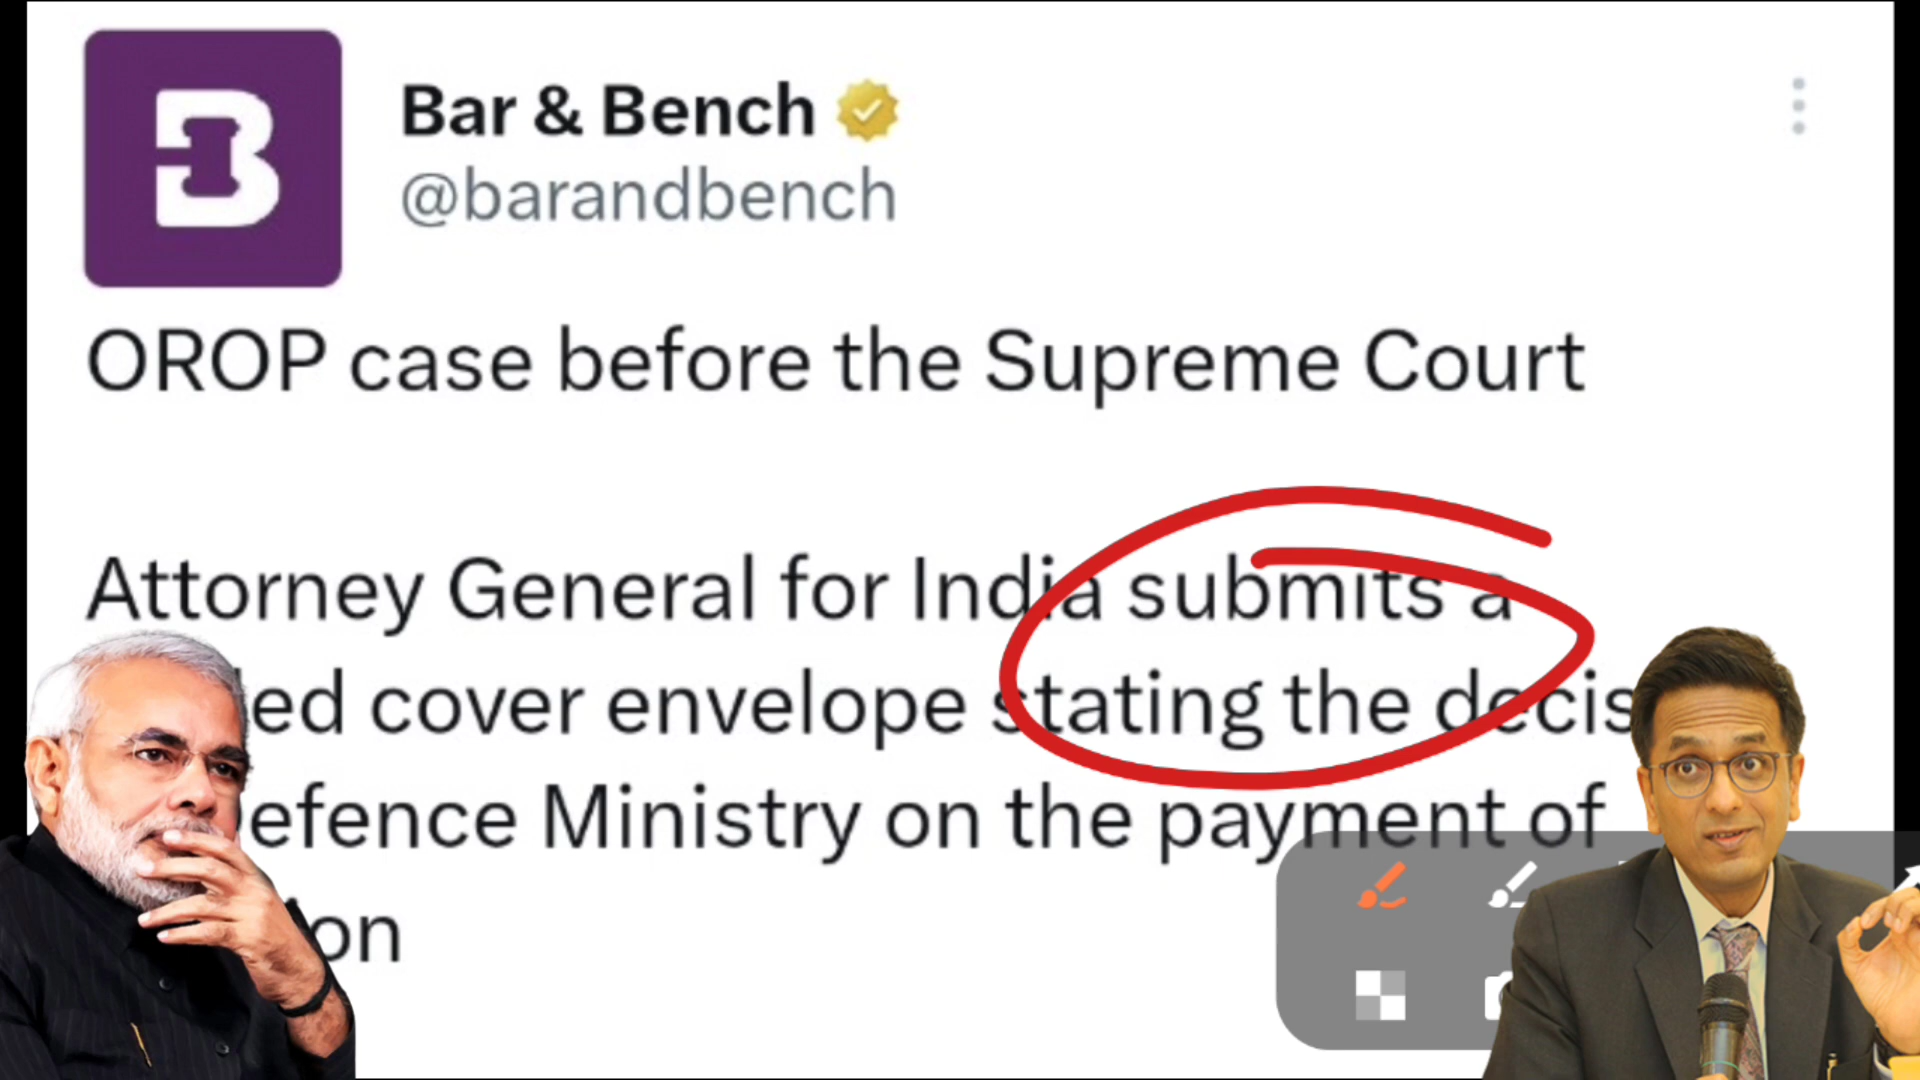 Bar & Bench
@barandbench
OROP case before the Supreme Court
Attorney General for India submits a
led cover envelope stating the decis
efence Ministry on the payment of
on